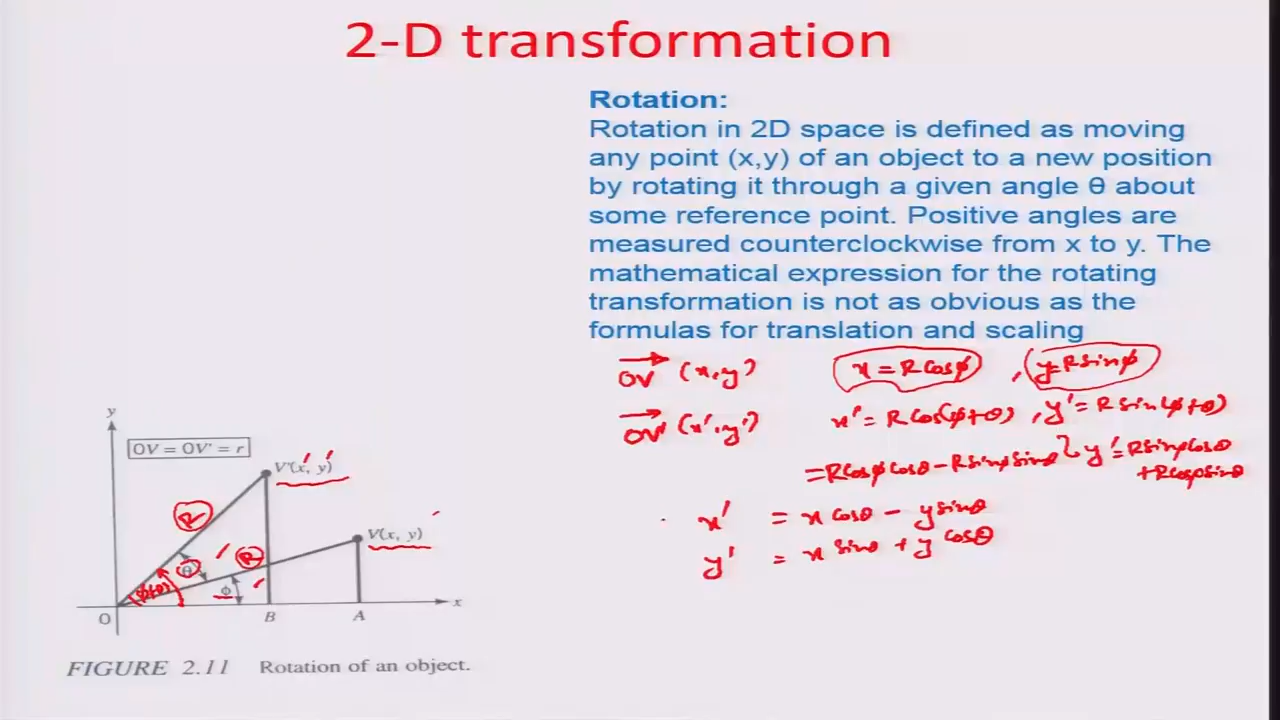 2-D transformation
Rotation:
Rotation in 2D space is defined as moving
any point (x,y) of an object to a new position
by rotating it through a given angle θ about
some reference point. Positive angles are
measured counterclockwise from x to y. The
mathematical expression for the rotating
transformation is not as obvious as the
formulas for translation and scaling
OV (x,y) x = R cos ϕ , y = R sin ϕ
OV' (x',y') x' = R cos(ϕ+θ) , y' = R sin(ϕ+θ)
= R cosϕ cosθ - R sinϕ sinθ , y' = R sinϕ cosθ
+ R cosϕ sinθ
x' = x cosθ - y sinθ
y' = x sinθ + y cosθ
y
OV = OV' = r
V'(x', y')
R
V(x, y)
θ
R
ϕ+θ
ϕ
O
B
A
x
FIGURE 2.11 Rotation of an object.